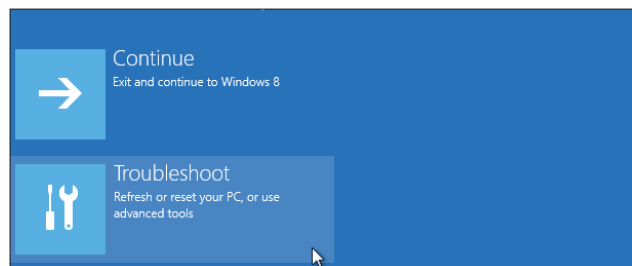 Continue
Exit and continue to Windows 8
Troubleshoot
Refresh or reset your PC, or use
advanced tools